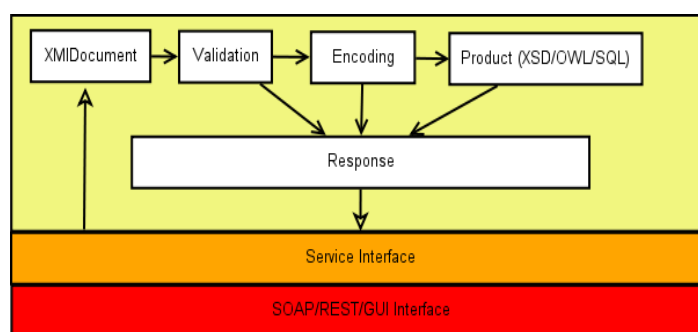 XMIDocument
Validation
Encoding
Product (XSD/OWL/SQL)
Response
Service Interface
SOAP/REST/GUI Interface